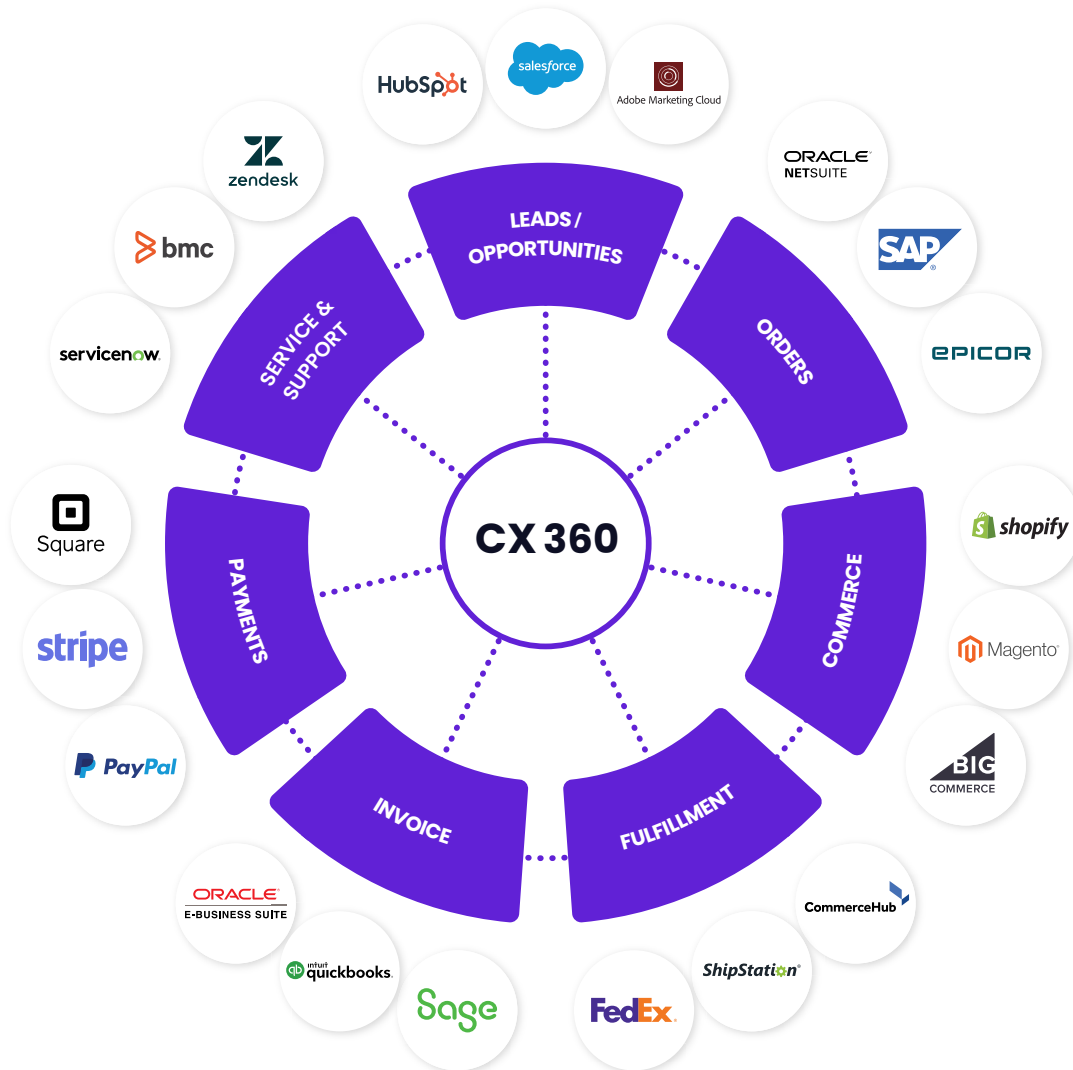 HubSpot
salesforce
Adobe Marketing Cloud
zendesk
bmc
servicenow.
ORACLE
NETSUITE
SAP
®
EPICOR
LEADS /
OPPORTUNITIES
SERVICE &
SUPPORT
ORDERS
CX 360
PAYMENTS
COMMERCE
INVOICE
FULFILLMENT
Square
stripe
PayPal
shopify
Magento®
BIG
COMMERCE
ORACLE®
E-BUSINESS SUITE
intuit
qb quickbooks.
Sage
FedEx®
ShipStation®
CommerceHub